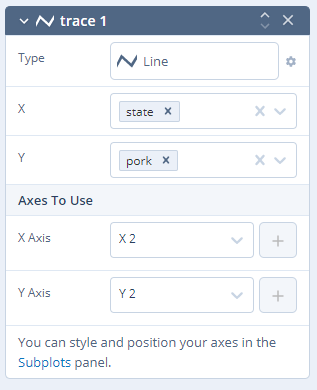 trace 1
Type
Line
X
state
Y
pork
Axes To Use
X Axis
X 2
Y Axis
Y 2
You can style and position your axes in the
Subplots panel.